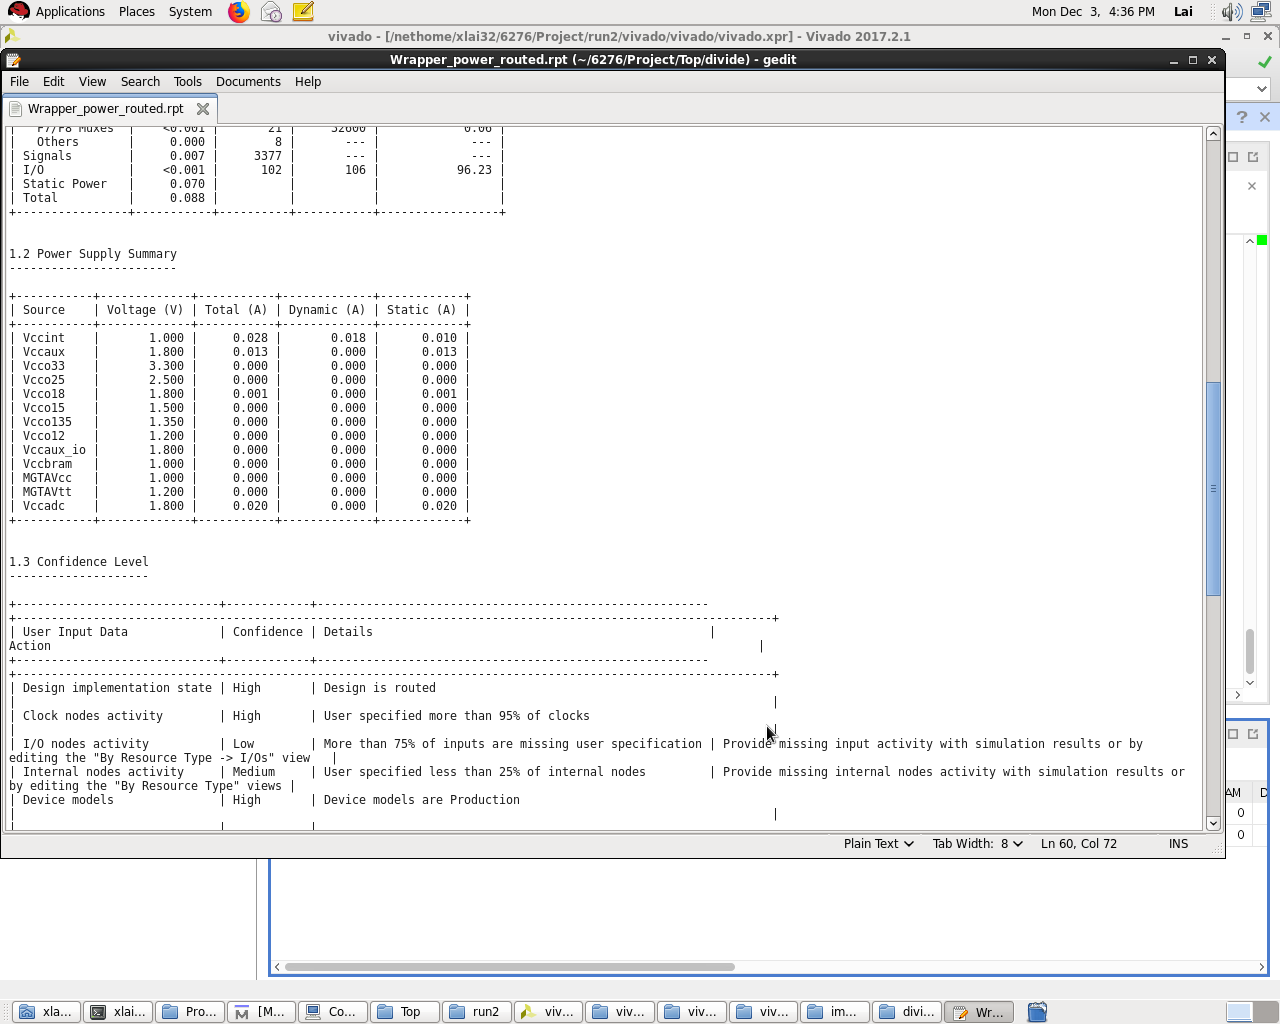 Applications Places System Mon Dec 3, 4:36 PM Lai
vivado - [/nethome/xlai32/6276/Project/run2/vivado/vivado/vivado.xpr] - Vivado 2017.2.1
Wrapper_power_routed.rpt (~/6276/Project/Top/divide) - gedit
File Edit View Search Tools Documents Help
Wrapper_power_routed.rpt
| F7/F8 Muxes | <0.001 | 21 | 32600 | 0.06 |
| Others | 0.000 | 8 | --- | --- |
| Signals | 0.007 | 3377 | --- | --- |
| I/O | <0.001 | 102 | 106 | 96.23 |
| Static Power | 0.070 | | | |
| Total | 0.088 | | | |
+----------------+-----------+----------+-----------+-----------------+
1.2 Power Supply Summary
------------------------
+-----------+-------------+-----------+-------------+------------+
| Source | Voltage (V) | Total (A) | Dynamic (A) | Static (A) |
+-----------+-------------+-----------+-------------+------------+
| Vccint | 1.000 | 0.028 | 0.018 | 0.010 |
| Vccaux | 1.800 | 0.013 | 0.000 | 0.013 |
| Vcco33 | 3.300 | 0.000 | 0.000 | 0.000 |
| Vcco25 | 2.500 | 0.000 | 0.000 | 0.000 |
| Vcco18 | 1.800 | 0.001 | 0.000 | 0.001 |
| Vcco15 | 1.500 | 0.000 | 0.000 | 0.000 |
| Vcco135 | 1.350 | 0.000 | 0.000 | 0.000 |
| Vcco12 | 1.200 | 0.000 | 0.000 | 0.000 |
| Vccaux_io | 1.800 | 0.000 | 0.000 | 0.000 |
| Vccbram | 1.000 | 0.000 | 0.000 | 0.000 |
| MGTAVcc | 1.000 | 0.000 | 0.000 | 0.000 |
| MGTAVtt | 1.200 | 0.000 | 0.000 | 0.000 |
| Vccadc | 1.800 | 0.020 | 0.000 | 0.020 |
+-----------+-------------+-----------+-------------+------------+
1.3 Confidence Level
--------------------
+-----------------------------+------------+--------------------------------------------------------
+-----------------------------------------------------------------------------------------------------+
| User Input Data | Confidence | Details |
Action |
+-----------------------------+------------+--------------------------------------------------------
+-----------------------------------------------------------------------------------------------------+
| Design implementation state | High | Design is routed
| |
| Clock nodes activity | High | User specified more than 95% of clocks
| |
| I/O nodes activity | Low | More than 75% of inputs are missing user specification | Provide missing input activity with simulation results or by
editing the "By Resource Type -> I/Os" view |
| Internal nodes activity | Medium | User specified less than 25% of internal nodes | Provide missing internal nodes activity with simulation results or
by editing the "By Resource Type" views |
| Device models | High | Device models are Production
| |
AM D
0
0
Plain Text Tab Width: 8 Ln 60, Col 72 INS
xla... xlai... Pro... [M... Co... Top run2 viv... viv... viv... viv... im... divi... Wr...